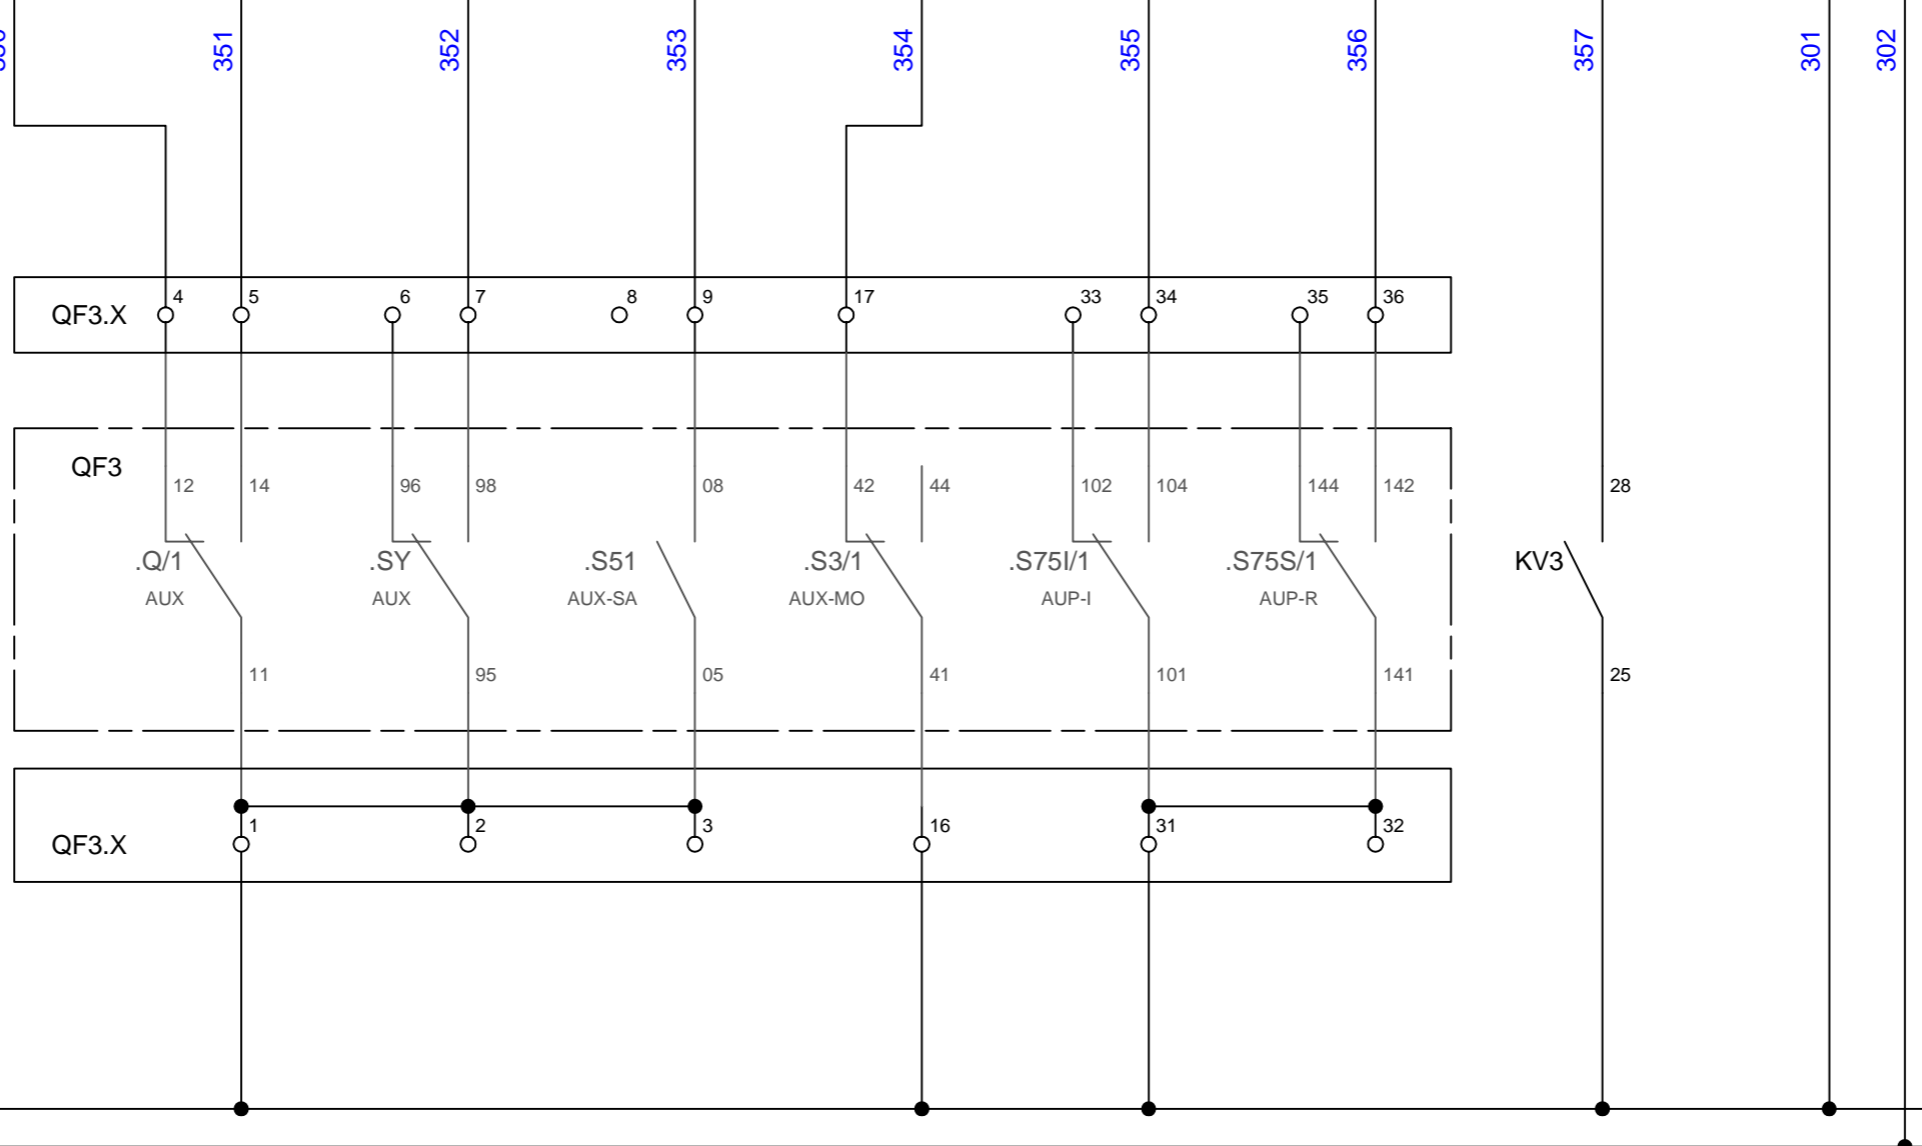 351
352
353
354
355
356
357
301
302
QF3.X 4 5 6 7 8 9 17 33 34 35 36
QF3
12 14 96 98 08 42 44 102 104 144 142 28
.Q/1 .SY .S51 .S3/1 .S75I/1 .S75S/1 KV3
AUX AUX AUX-SA AUX-MO AUP-I AUP-R
11 95 05 41 101 141 25
QF3.X 1 2 3 16 31 32